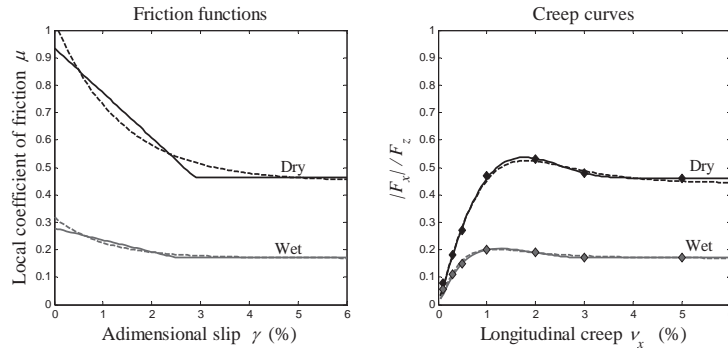 Friction functions
Local coefficient of friction μ
1
0.9
0.8
0.7
0.6
0.5
0.4
0.3
0.2
0.1
0
Dry
Wet
0 1 2 3 4 5 6
Adimensional slip γ (%)
Creep curves
|F_x| / F_z
1
0.9
0.8
0.7
0.6
0.5
0.4
0.3
0.2
0.1
0
Dry
Wet
0 1 2 3 4 5
Longitudinal creep ν_x (%)